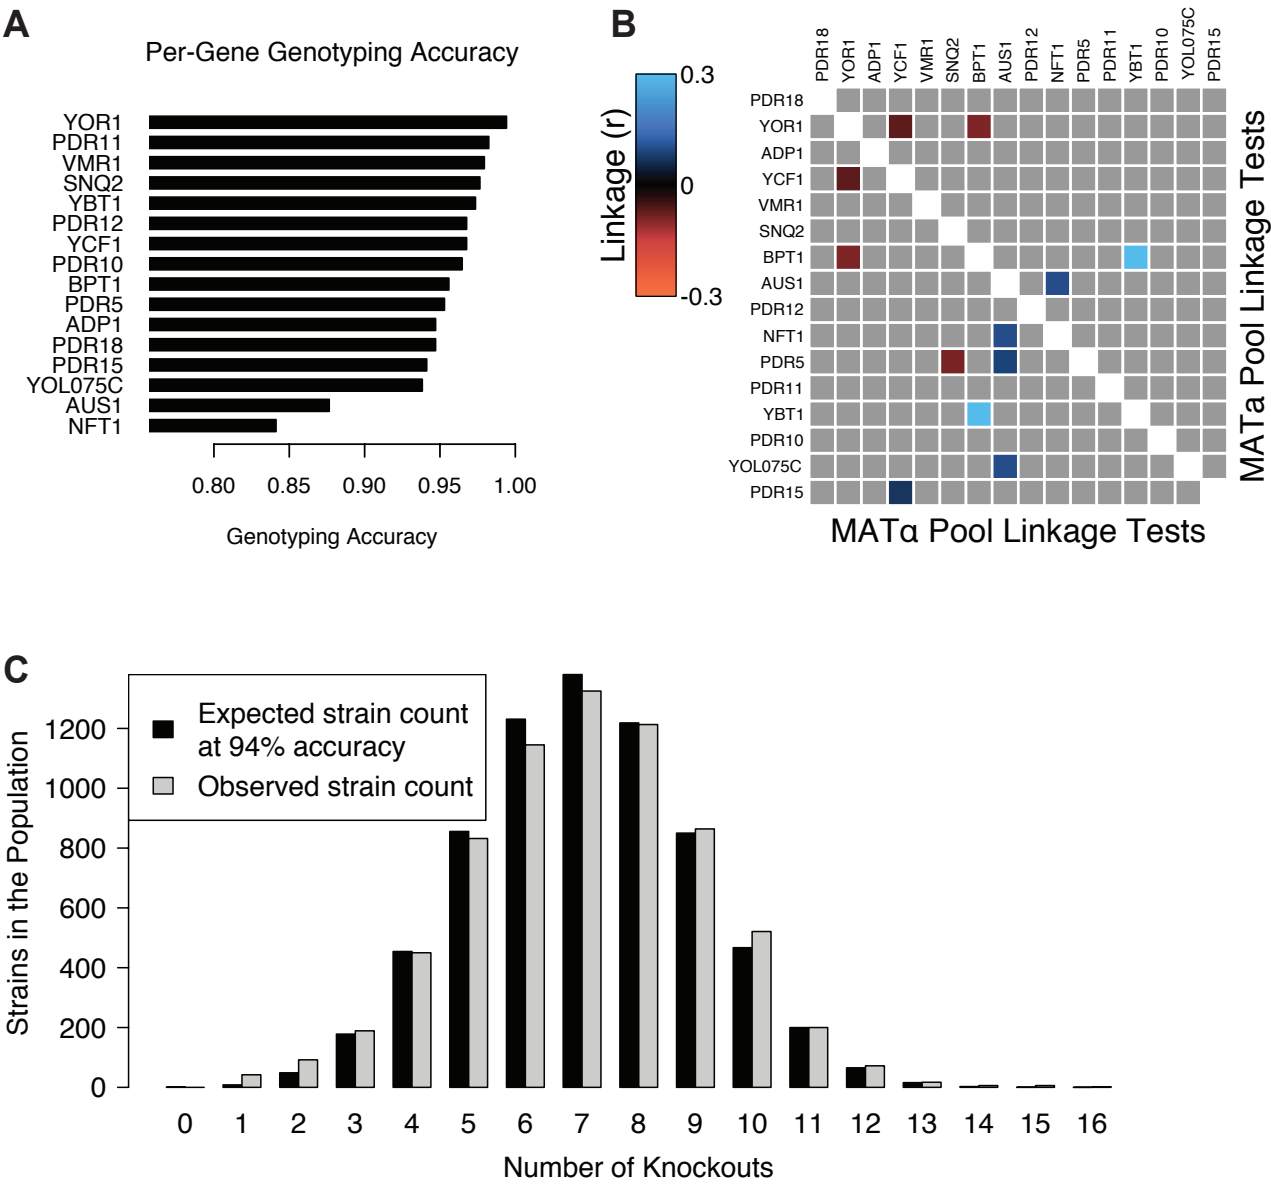 A
Per-Gene Genotyping Accuracy
YOR1
PDR11
VMR1
SNQ2
YBT1
PDR12
YCF1
PDR10
BPT1
PDR5
ADP1
PDR18
PDR15
YOL075C
AUS1
NFT1
0.80 0.85 0.90 0.95 1.00
Genotyping Accuracy
B
Linkage (r)
0.3
0
-0.3
PDR18 YOR1 ADP1 YCF1 VMR1 SNQ2 BPT1 AUS1 PDR12 NFT1 PDR5 PDR11 YBT1 PDR10 YOL075C PDR15
PDR18
YOR1
ADP1
YCF1
VMR1
SNQ2
BPT1
AUS1
PDR12
NFT1
PDR5
PDR11
YBT1
PDR10
YOL075C
PDR15
MATa Pool Linkage Tests
MATα Pool Linkage Tests
C
Expected strain count
at 94% accuracy
Observed strain count
Strains in the Population
1200
1000
800
600
400
200
0
0 1 2 3 4 5 6 7 8 9 10 11 12 13 14 15 16
Number of Knockouts